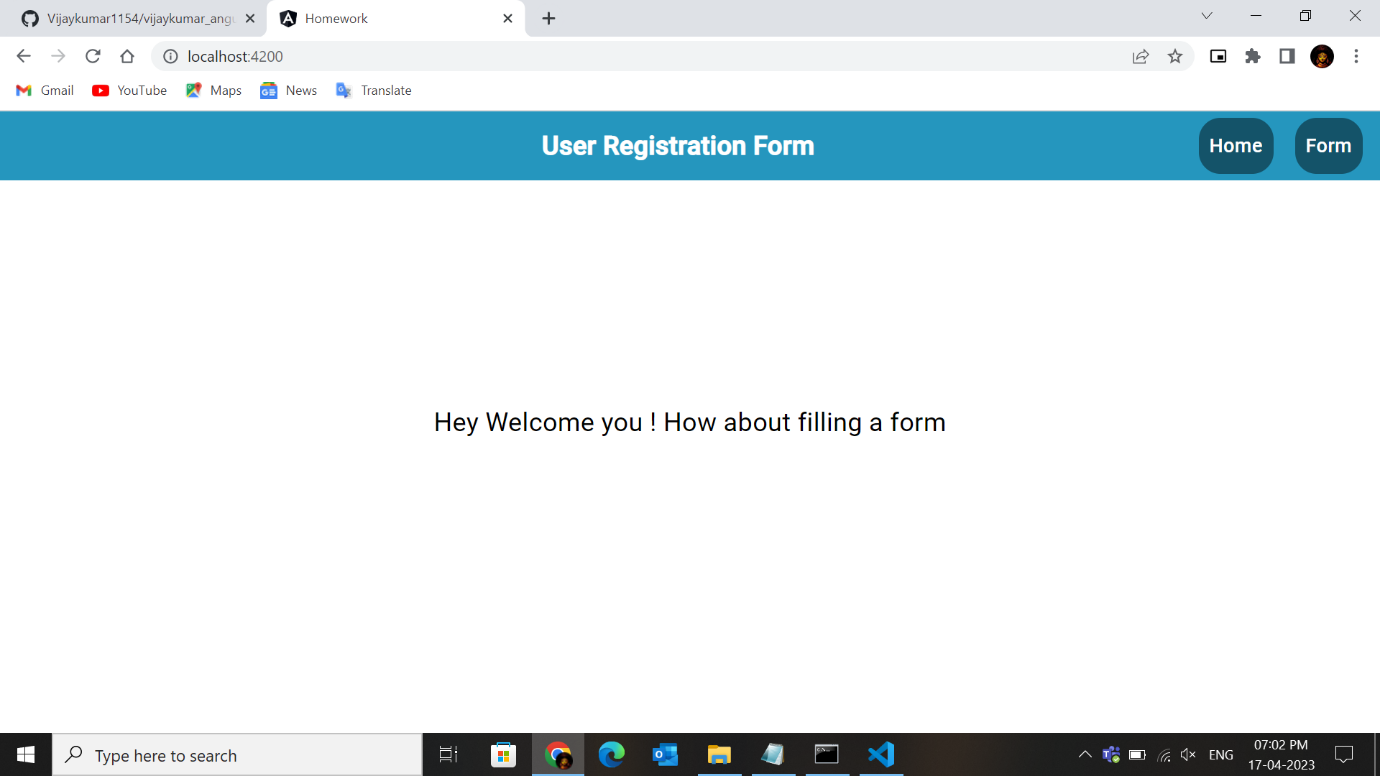 Vijaykumar1154/vijaykumar_angu
Homework
localhost:4200
Gmail YouTube Maps News Translate
User Registration Form Home Form
Hey Welcome you ! How about filling a form
Type here to search
ENG 07:02 PM
17-04-2023